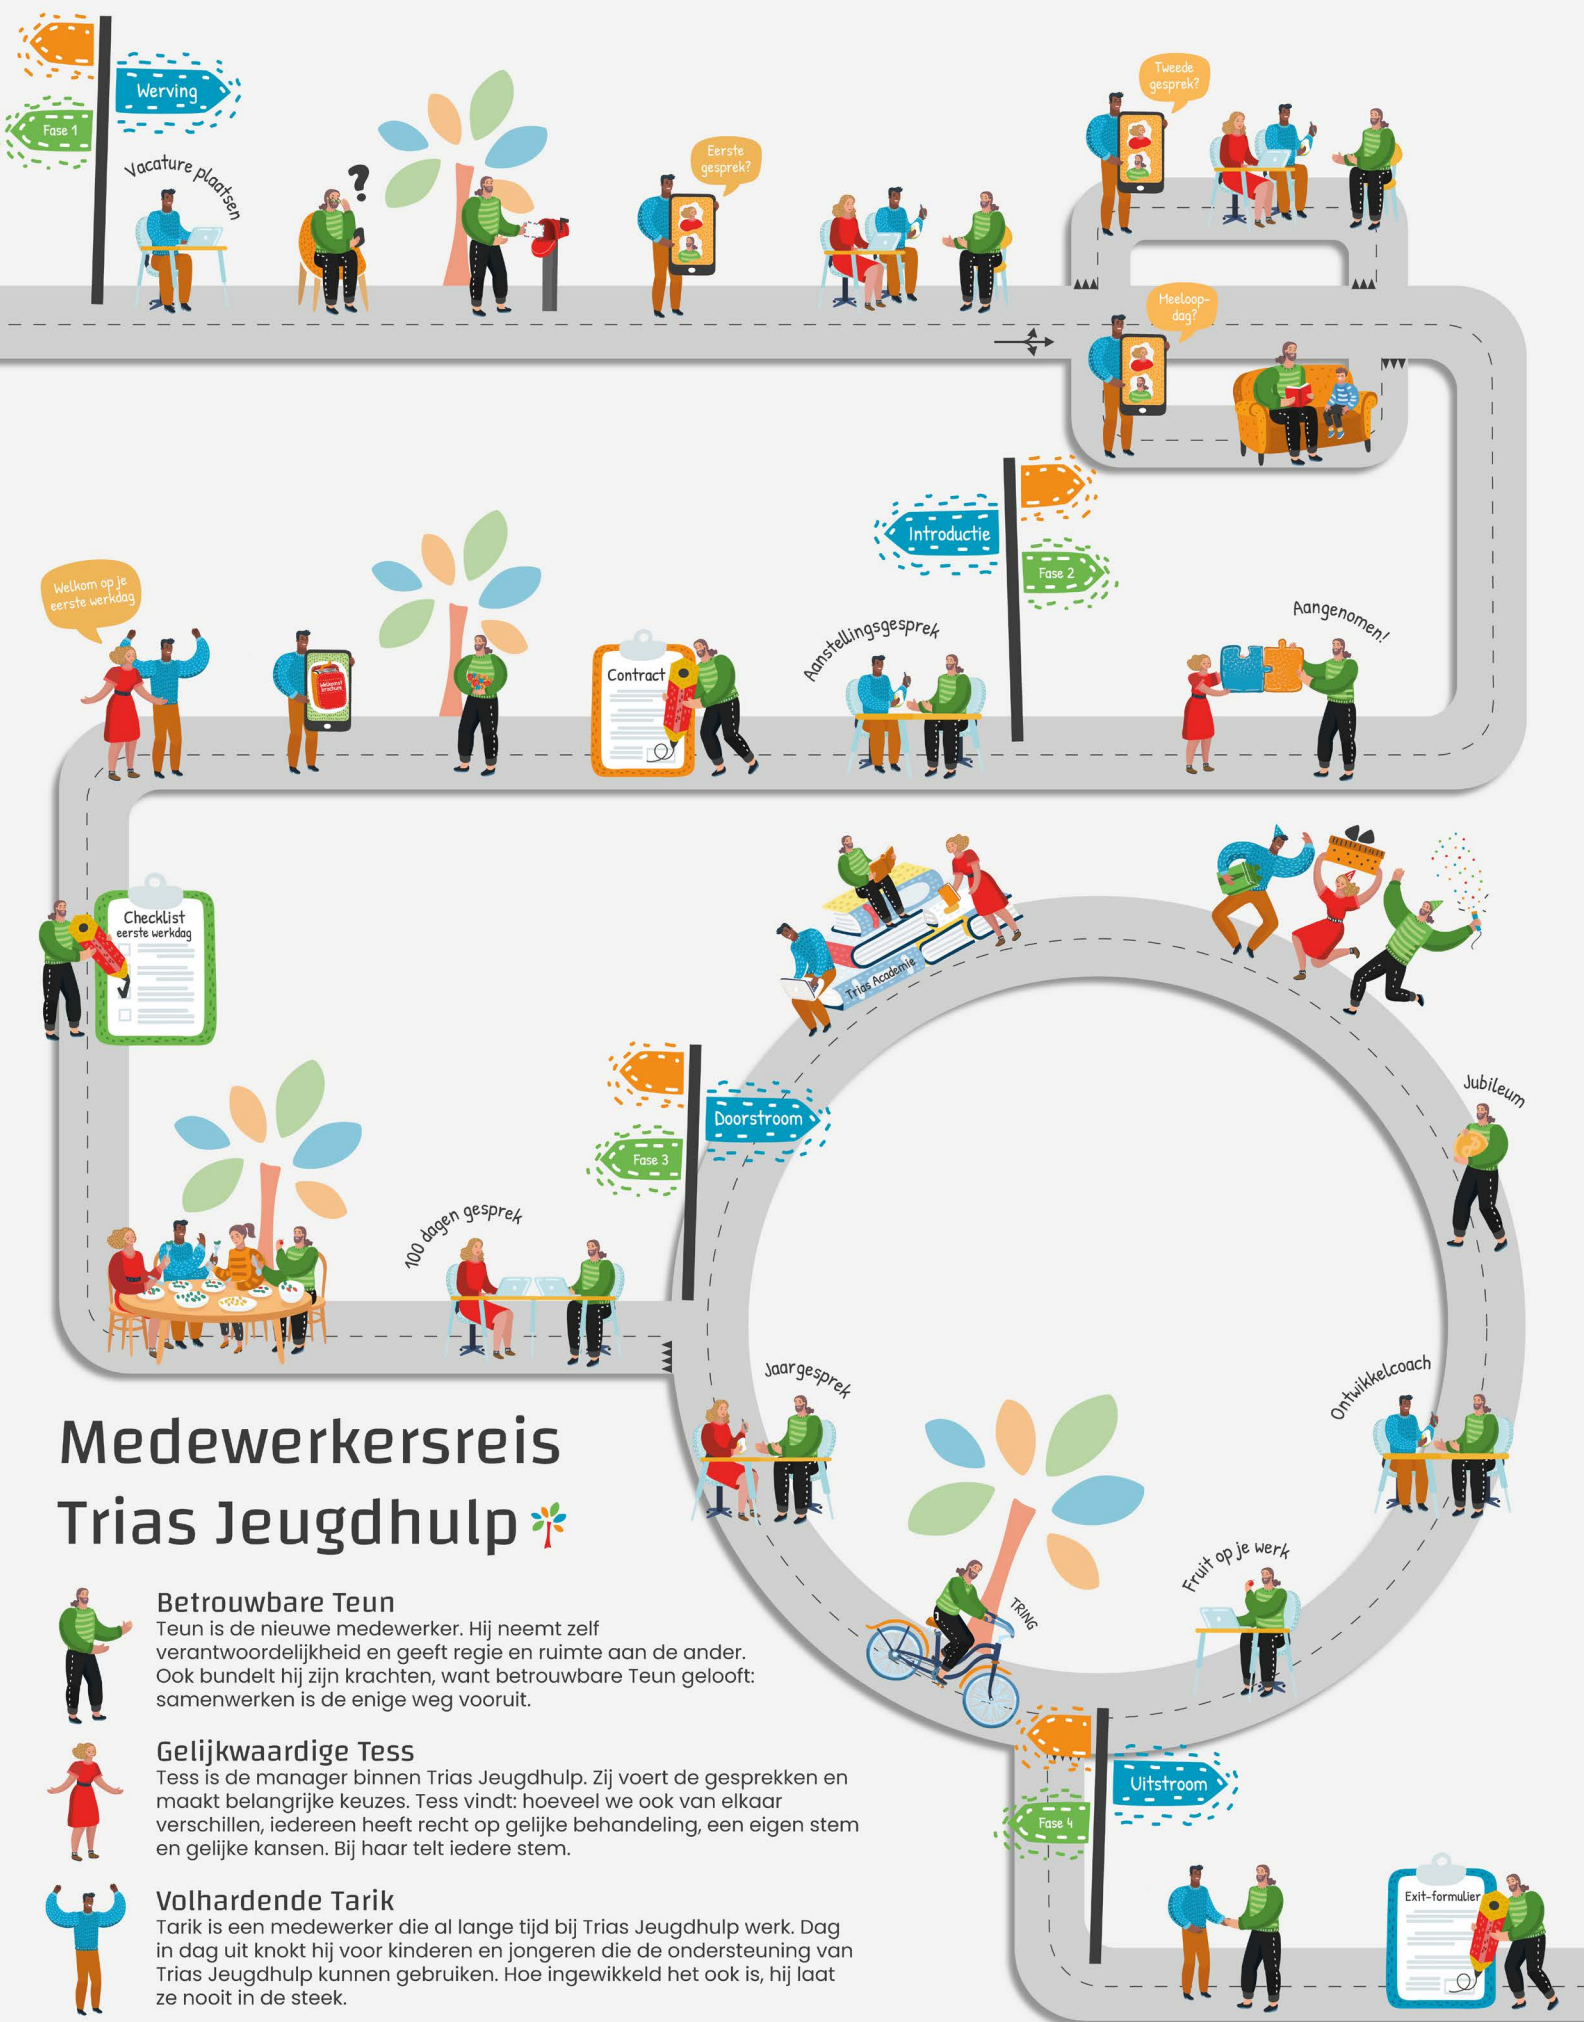 Werving
Fase 1
Vacature plaatsen
?
Eerste
gesprek?
Tweede
gesprek?
Meeloop-
dag?
Introductie
Fase 2
Aangenomen!
Aanstellingsgesprek
Contract
Welkomst
brochure
Welkom op je
eerste werkdag
Checklist
eerste werkdag
100 dagen gesprek
Doorstroom
Fase 3
Trias Academie
Jubileum
Ontwikkelcoach
Fruit op je werk
TRING
Jaargesprek
Uitstroom
Fase 4
Exit-formulier
Medewerkersreis
Trias Jeugdhulp
Betrouwbare Teun
Teun is de nieuwe medewerker. Hij neemt zelf
verantwoordelijkheid en geeft regie en ruimte aan de ander.
Ook bundelt hij zijn krachten, want betrouwbare Teun gelooft:
samenwerken is de enige weg vooruit.
Gelijkwaardige Tess
Tess is de manager binnen Trias Jeugdhulp. Zij voert de gesprekken en
maakt belangrijke keuzes. Tess vindt: hoeveel we ook van elkaar
verschillen, iedereen heeft recht op gelijke behandeling, een eigen stem
en gelijke kansen. Bij haar telt iedere stem.
Volhardende Tarik
Tarik is een medewerker die al lange tijd bij Trias Jeugdhulp werk. Dag
in dag uit knokt hij voor kinderen en jongeren die de ondersteuning van
Trias Jeugdhulp kunnen gebruiken. Hoe ingewikkeld het ook is, hij laat
ze nooit in de steek.